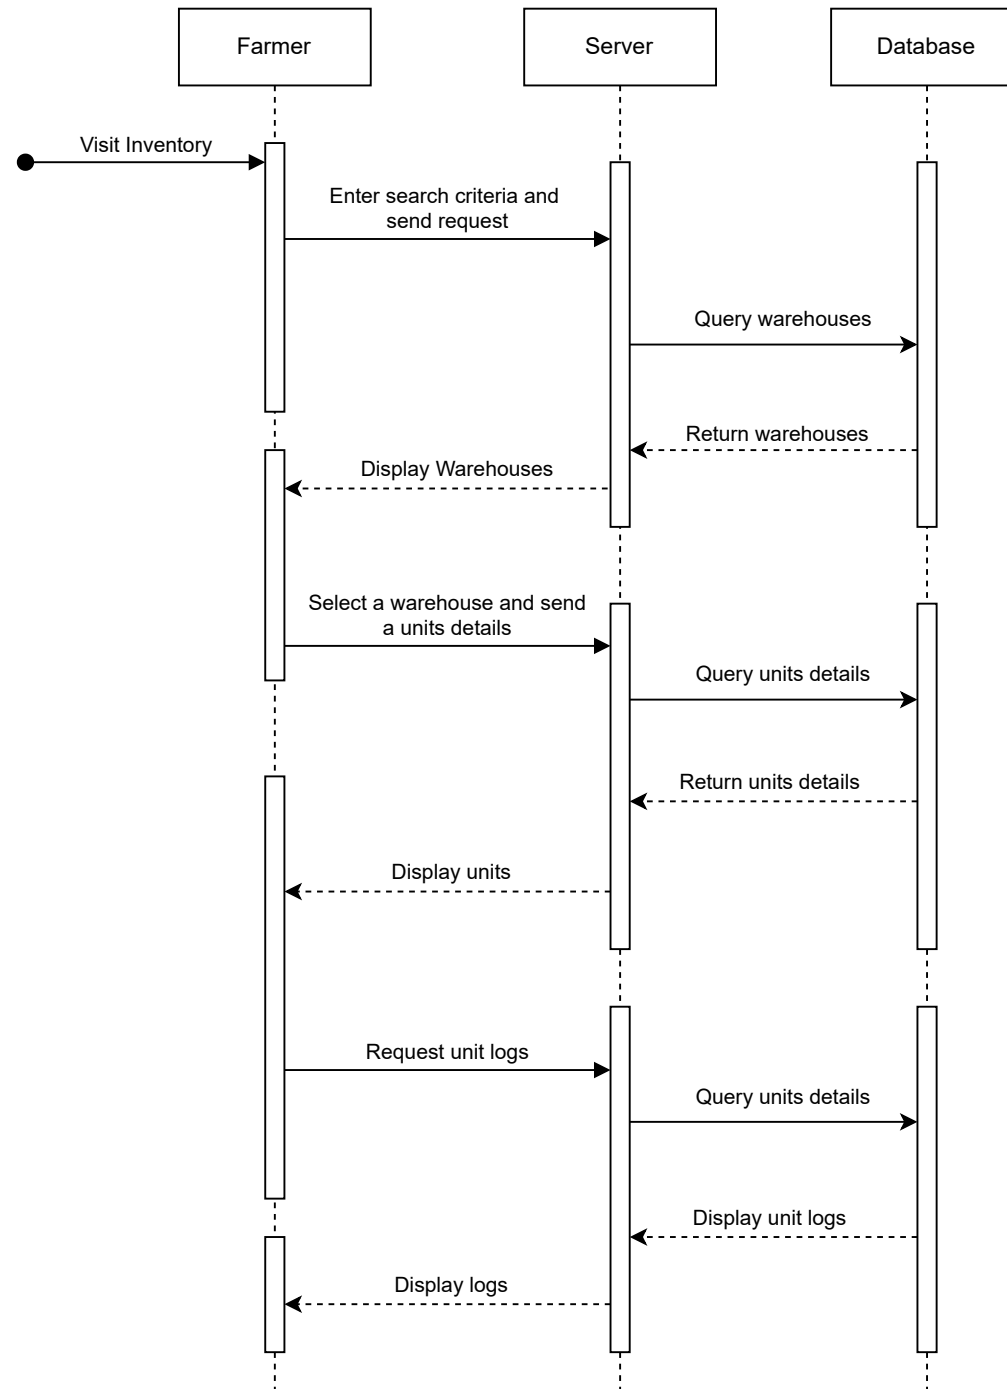 Farmer
Server
Database
Visit Inventory
Enter search criteria and
send request
Query warehouses
Return warehouses
Display Warehouses
Select a warehouse and send
a units details
Query units details
Return units details
Display units
Request unit logs
Query units details
Display unit logs
Display logs